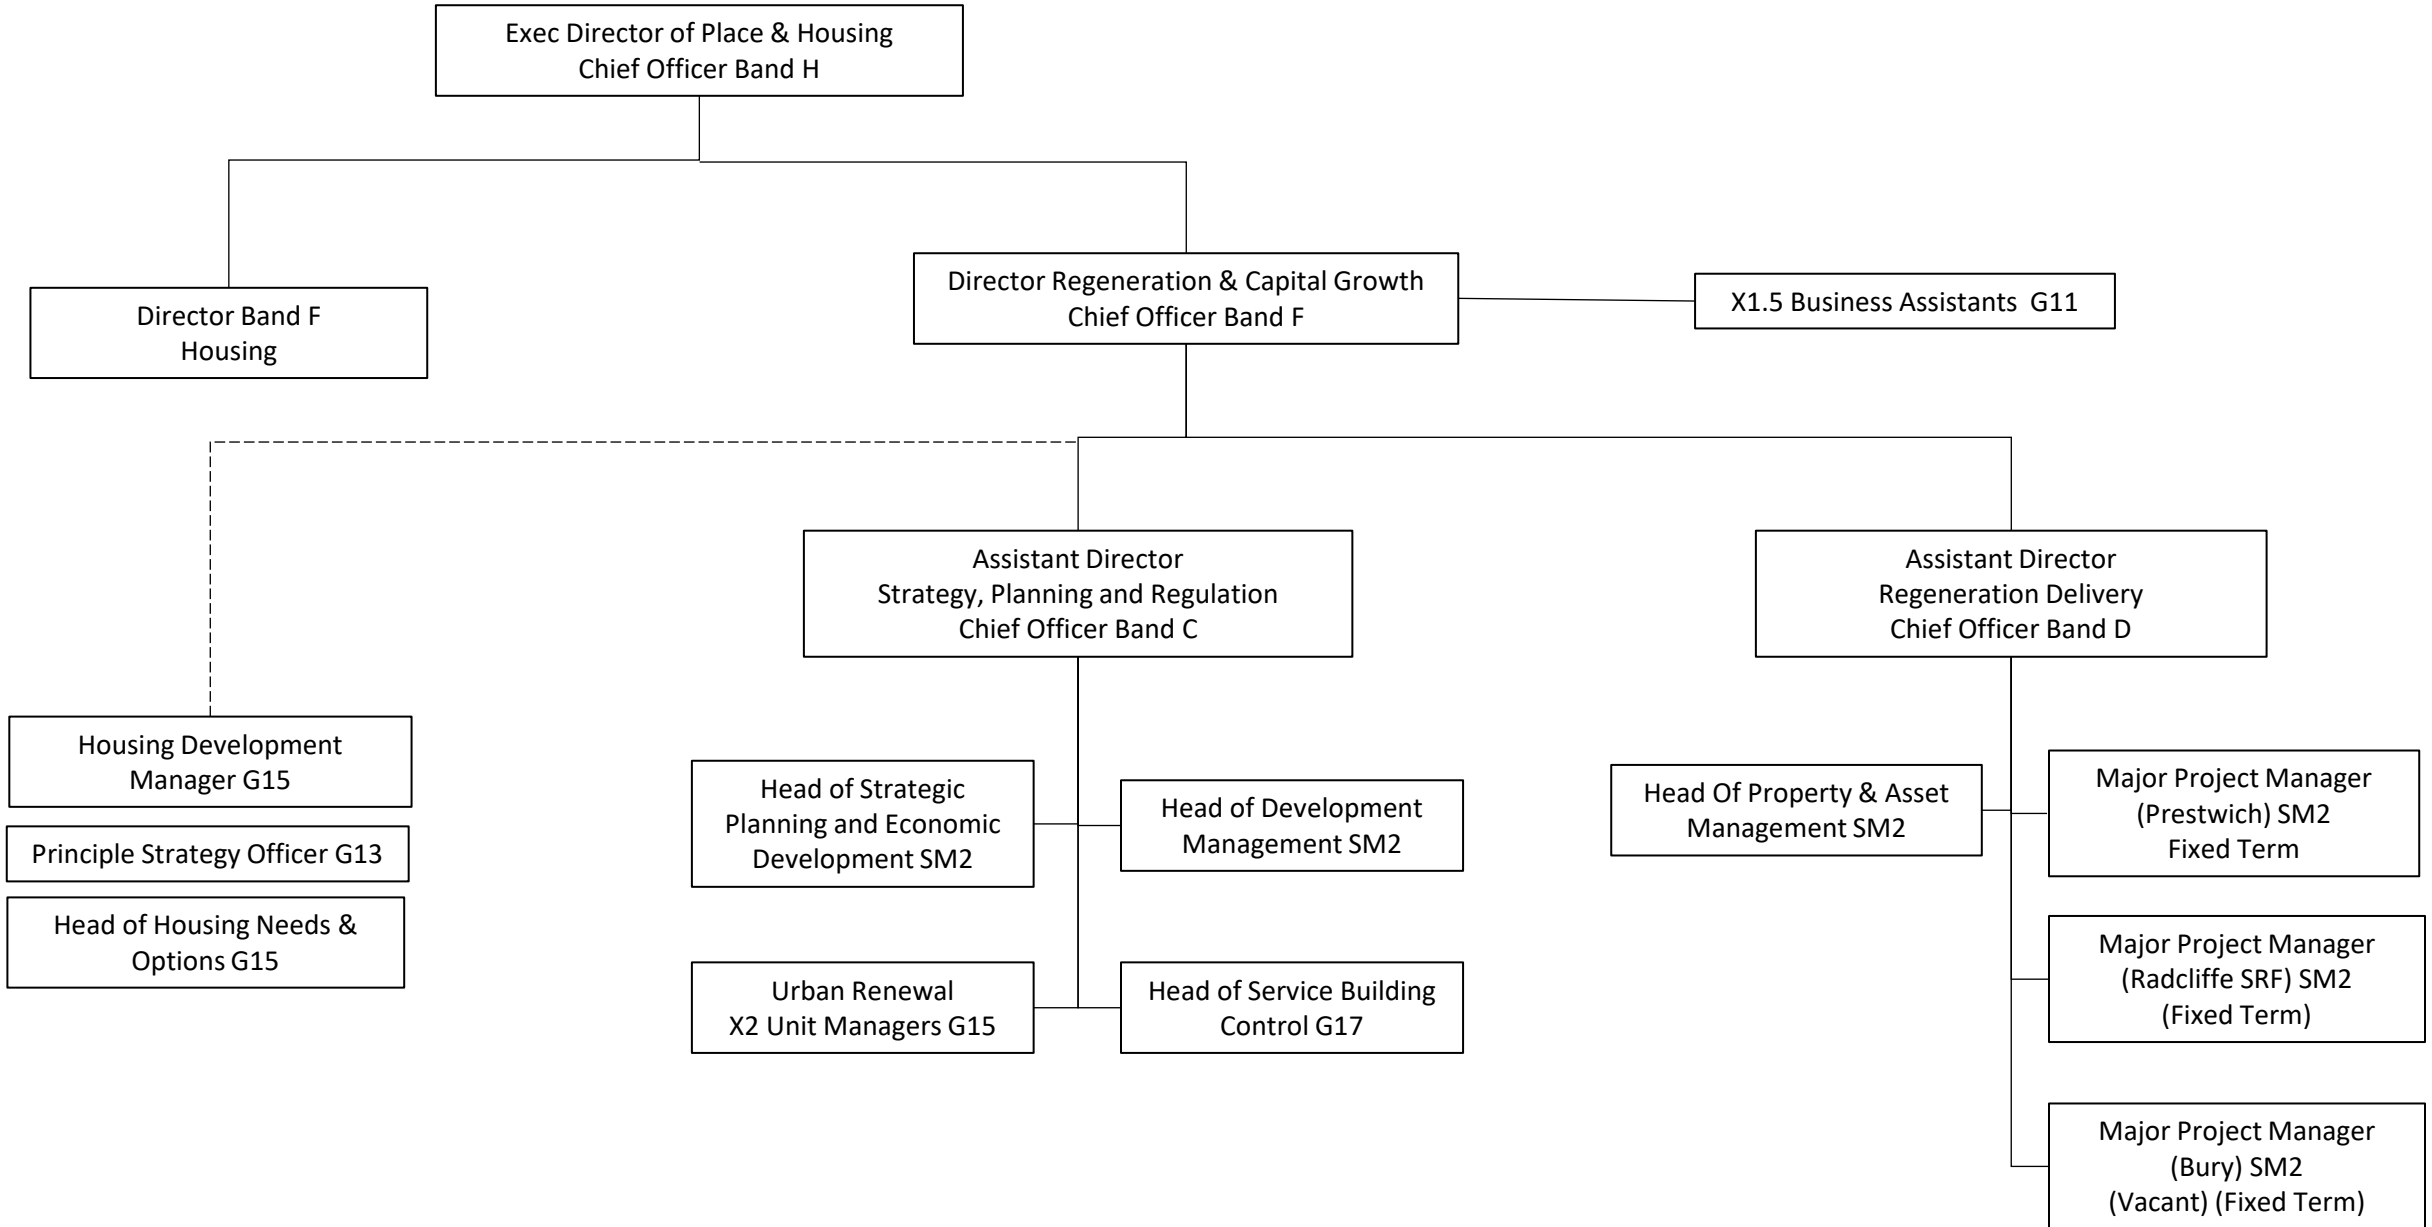 Exec Director of Place & Housing
Chief Officer Band H
Director Band F
Housing
Director Regeneration & Capital Growth
Chief Officer Band F
X1.5 Business Assistants  G11
Assistant Director
Strategy, Planning and Regulation
Chief Officer Band C
Assistant Director
Regeneration Delivery
Chief Officer Band D
Housing Development
Manager G15
Principle Strategy Officer G13
Head of Housing Needs &
Options G15
Head of Strategic
Planning and Economic
Development SM2
Head of Development
Management SM2
Urban Renewal
X2 Unit Managers G15
Head of Service Building
Control G17
Head Of Property & Asset
Management SM2
Major Project Manager
(Prestwich) SM2
Fixed Term
Major Project Manager
(Radcliffe SRF) SM2
(Fixed Term)
Major Project Manager
(Bury) SM2
(Vacant) (Fixed Term)